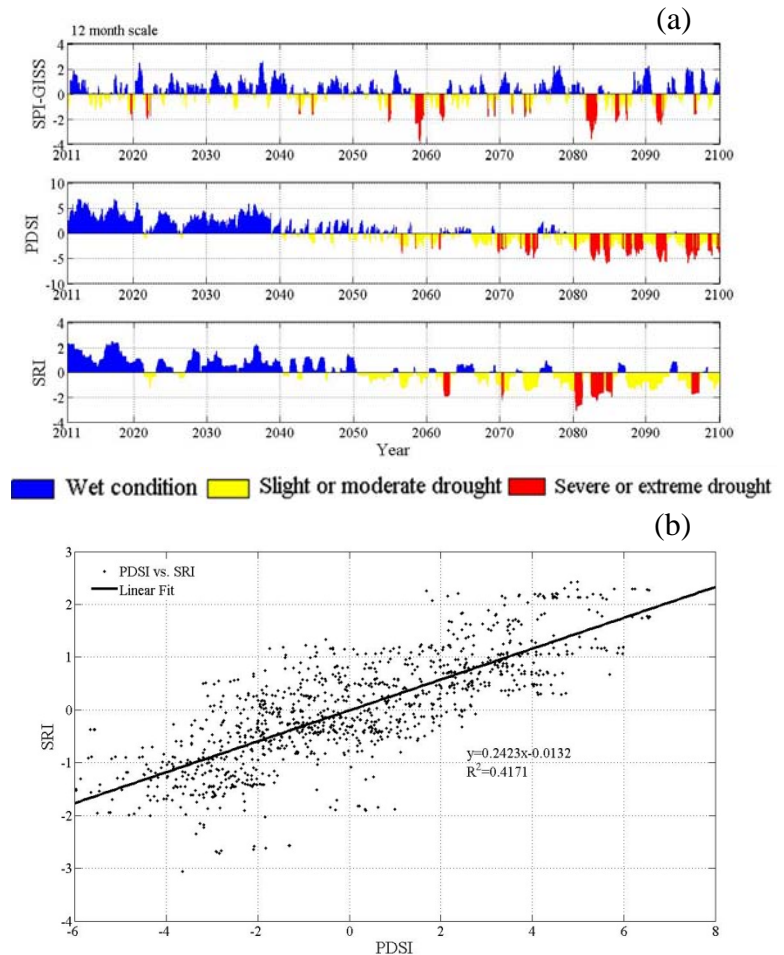 (a)
12 month scale
SPI-GISS
4
2
0
-2
-4
2011 2020 2030 2040 2050 2060 2070 2080 2090 2100
PDSI
10
5
0
-5
-10
2011 2020 2030 2040 2050 2060 2070 2080 2090 2100
SRI
4
2
0
-2
-4
2011 2020 2030 2040 2050 2060 2070 2080 2090 2100
Year
Wet condition Slight or moderate drought Severe or extreme drought
(b)
PDSI vs. SRI
Linear Fit
SRI
3
2
1
0
-1
-2
-3
-4
y=0.2423x-0.0132
R²=0.4171
-6 -4 -2 0 2 4 6 8
PDSI